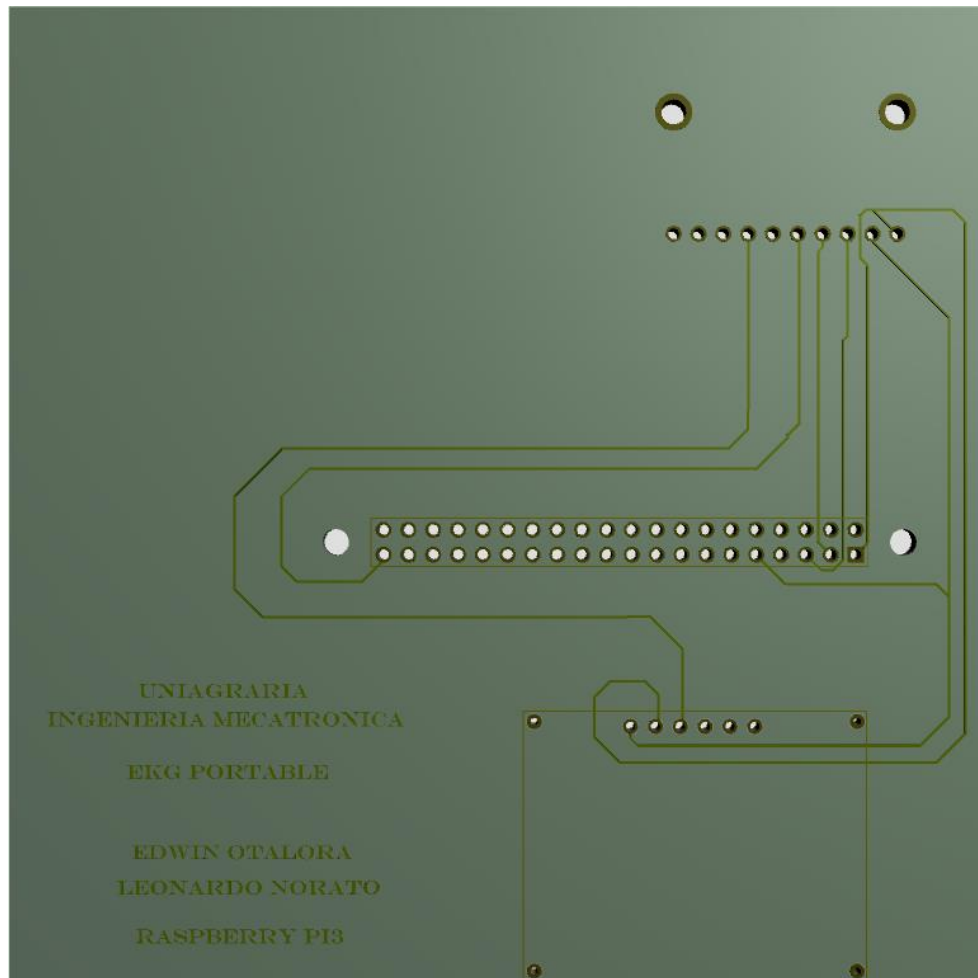 UNIAGRARIA
INGENIERIA MECATRONICA
EKG PORTABLE
EDWIN OTALORA
LEONARDO NORATO
RASPBERRY PI3